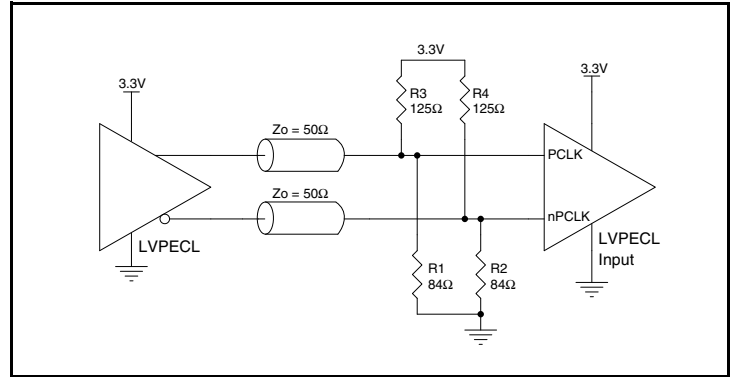 3.3V
3.3V
3.3V
R3
125Ω
R4
125Ω
Zo = 50Ω
PCLK
Zo = 50Ω
nPCLK
LVPECL
LVPECL
Input
R1
84Ω
R2
84Ω